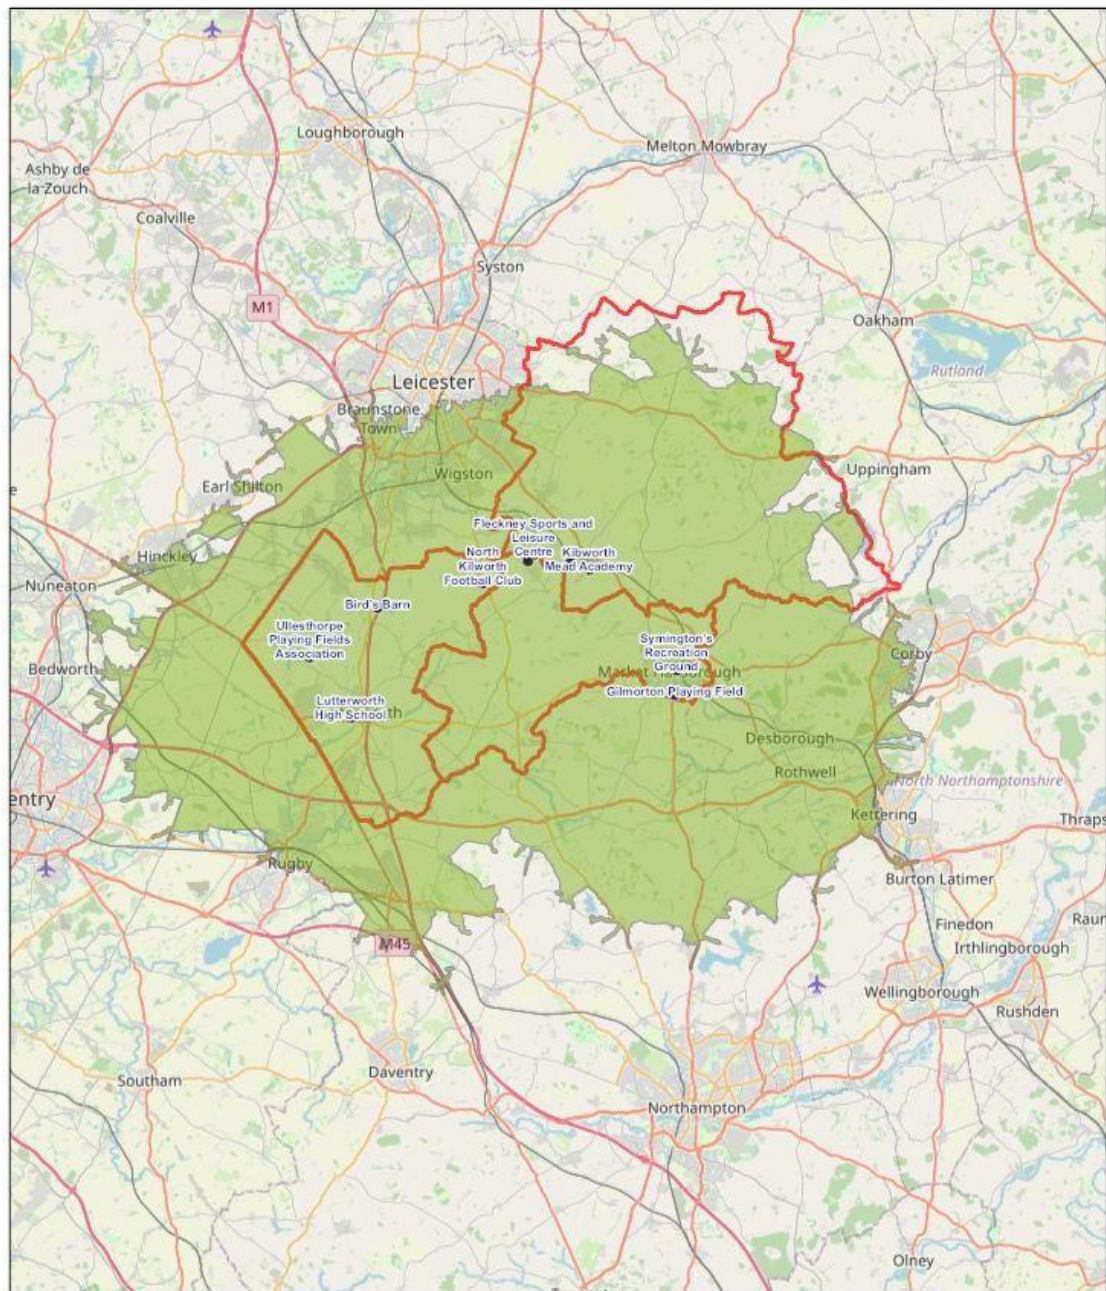 Loughborough
Melton Mowbray
Ashby de
la Zouch
Coalville
Syston
M1
Oakham
Rutland
Leicester
Braunstone
Town
Uppingham
Wigston
Earl Shilton
Fleckney Sports and
Leisure
Centre
Hinckley
North
Kilworth
Football Club
Kibworth
Mead Academy
Nuneaton
Bird's Barn
Ullesthorpe
Playing Fields
Association
Symington's
Recreation
Ground
Corby
Bedworth
Market Harborough
Gilmorton Playing Field
Lutterworth
High School
th
Desborough
Rothwell
North Northamptonshire
entry
Kettering
Thraps
Rugby
Burton Latimer
Finedon
Raun
M45
Irthlingborough
Wellingborough
Rushden
Daventry
Southam
Northampton
Olney